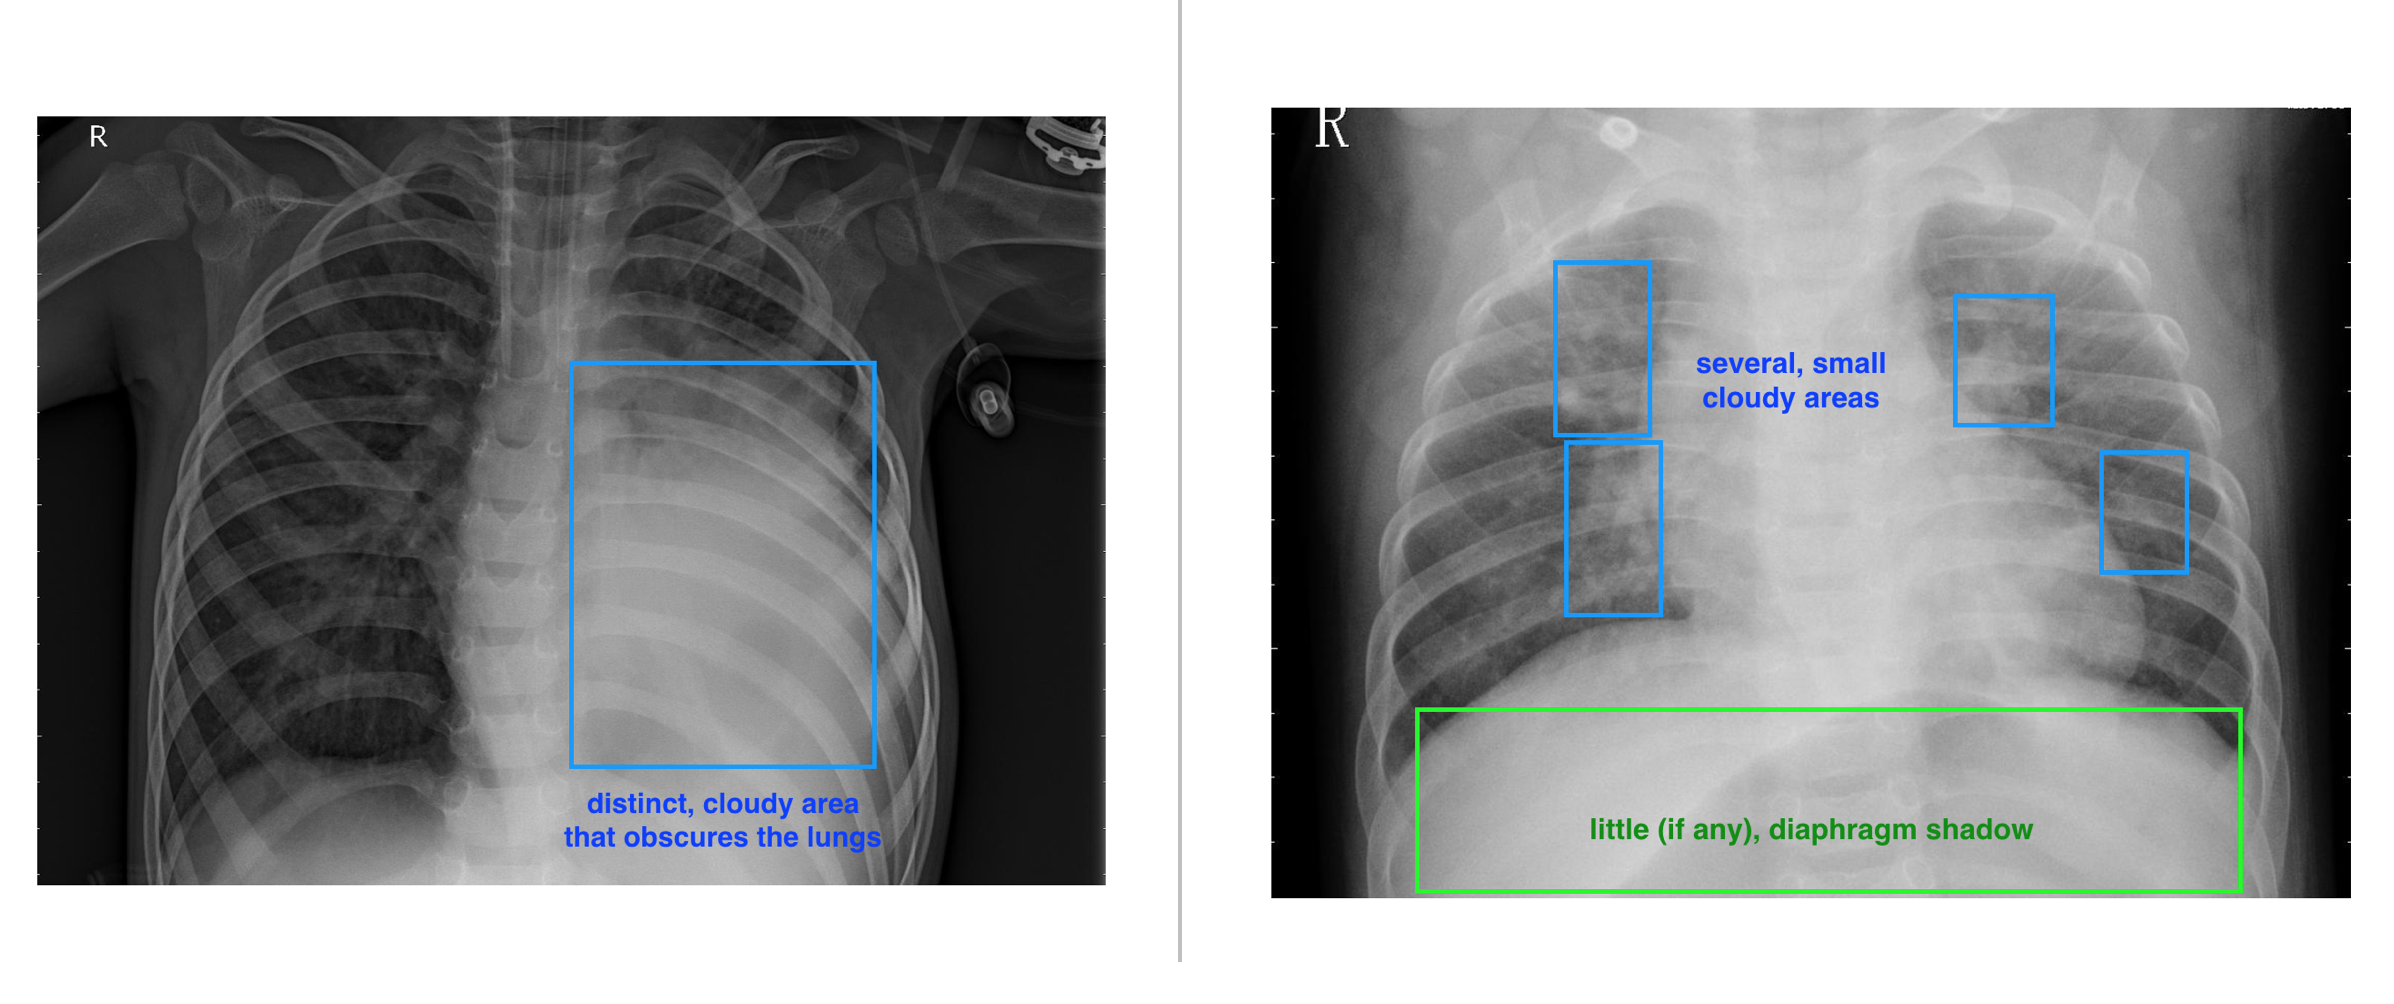 R
distinct, cloudy area
that obscures the lungs
R
several, small
cloudy areas
little (if any), diaphragm shadow